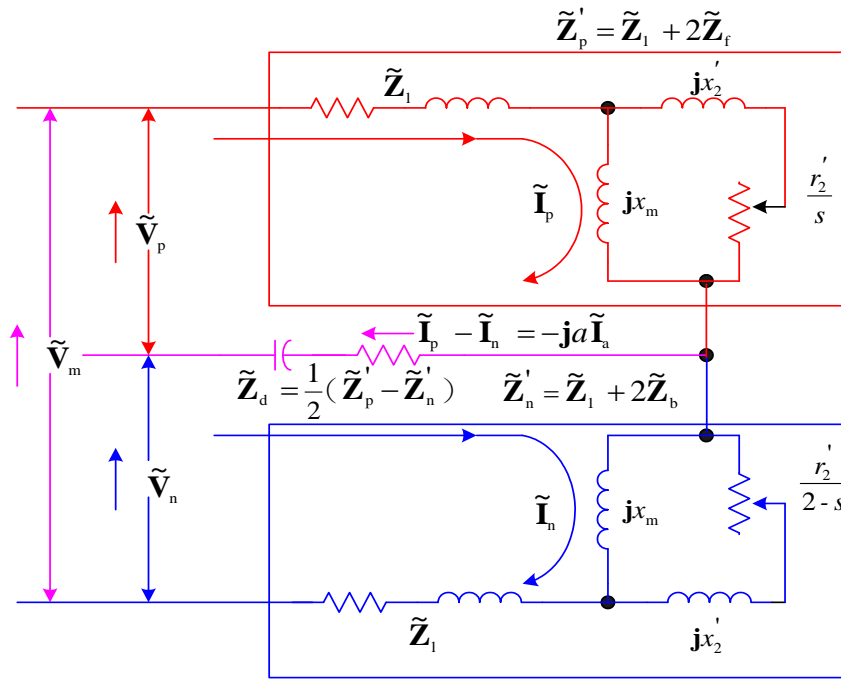 Z̃'ₚ = Z̃₁ + 2Z̃f
Z̃₁
jx'₂
Ĩₚ
jxₘ
r'₂/s
Ṽₚ
Ṽₘ
Ĩₚ - Ĩₙ = -jaĨₐ
Z̃d = 1/2(Z̃'ₚ - Z̃'ₙ)
Z̃'ₙ = Z̃₁ + 2Z̃b
Ṽₙ
Ĩₙ
jxₘ
r'₂/2 - s
Z̃₁
jx'₂